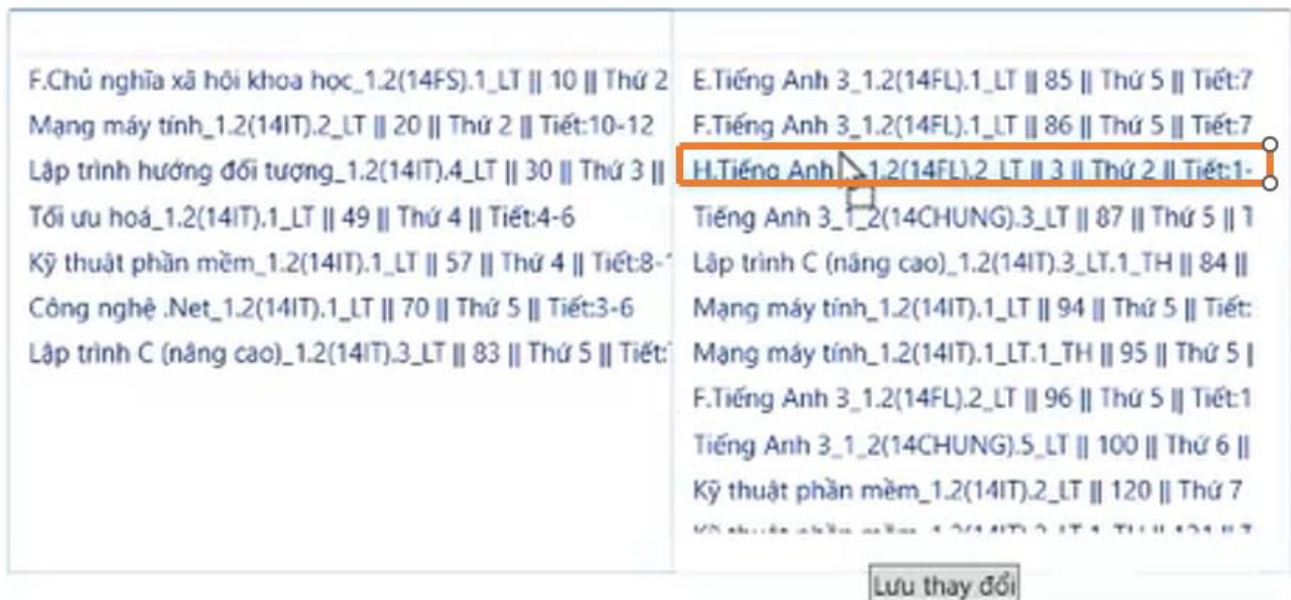 F.Chủ nghĩa xã hôi khoa học_1.2(14FS).1_LT || 10 || Thứ 2
Mạng máy tính_1.2(14IT).2_LT || 20 || Thứ 2 || Tiết:10-12
Lập trình hướng đối tượng_1.2(14IT).4_LT || 30 || Thứ 3 ||
Tối ưu hoá_1.2(14IT).1_LT || 49 || Thứ 4 || Tiết:4-6
Kỹ thuật phần mềm_1.2(14IT).1_LT || 57 || Thứ 4 || Tiết:8-
Công nghệ .Net_1.2(14IT).1_LT || 70 || Thứ 5 || Tiết:3-6
Lập trình C (nâng cao)_1.2(14IT).3_LT || 83 || Thứ 5 || Tiết:
E.Tiếng Anh 3_1.2(14FL).1_LT || 85 || Thứ 5 || Tiết:7
F.Tiếng Anh 3_1.2(14FL).1_LT || 86 || Thứ 5 || Tiết:7
H.Tiếng Anh 1.2(14FL).2_LT || 3 || Thứ 2 || Tiết:1-
Tiếng Anh 3_1_2(14CHUNG).3_LT || 87 || Thứ 5 ||
Lập trình C (nâng cao)_1.2(14IT).3_LT.1_TH || 84 ||
Mạng máy tính_1.2(14IT).1_LT || 94 || Thứ 5 || Tiết:
Mạng máy tính_1.2(14IT).1_LT.1_TH || 95 || Thứ 5 |
F.Tiếng Anh 3_1.2(14FL).2_LT || 96 || Thứ 5 || Tiết:1
Tiếng Anh 3_1_2(14CHUNG).5_LT || 100 || Thứ 6 ||
Kỹ thuật phần mềm_1.2(14IT).2_LT || 120 || Thứ 7
Lưu thay đổi